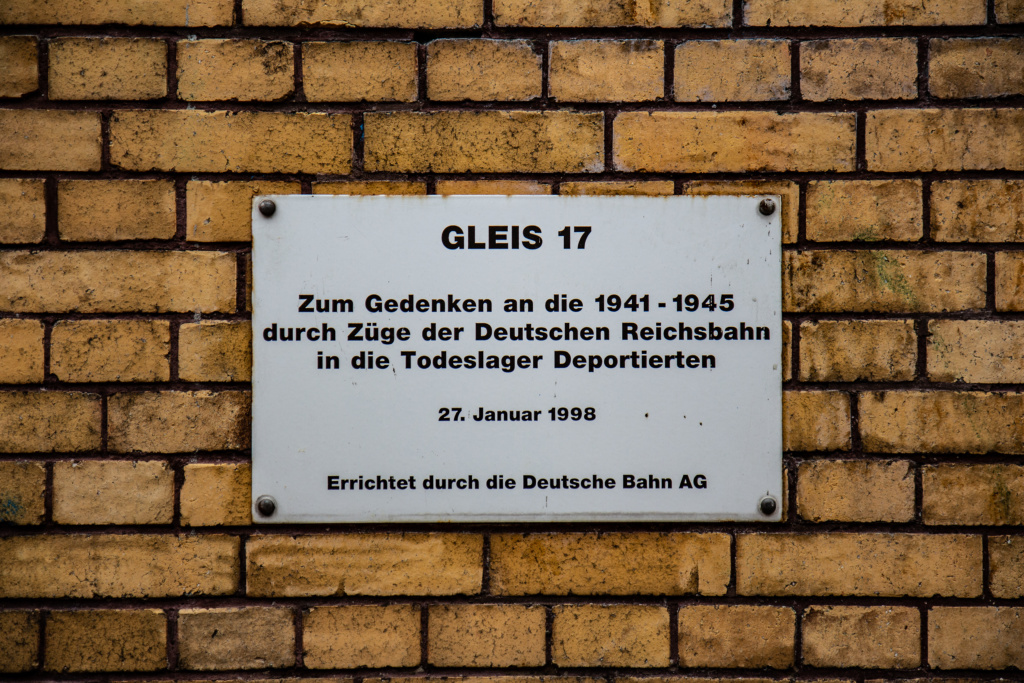 GLEIS 17
Zum Gedenken an die 1941 - 1945
durch Züge der Deutschen Reichsbahn
in die Todeslager Deportierten
27. Januar 1998
Errichtet durch die Deutsche Bahn AG